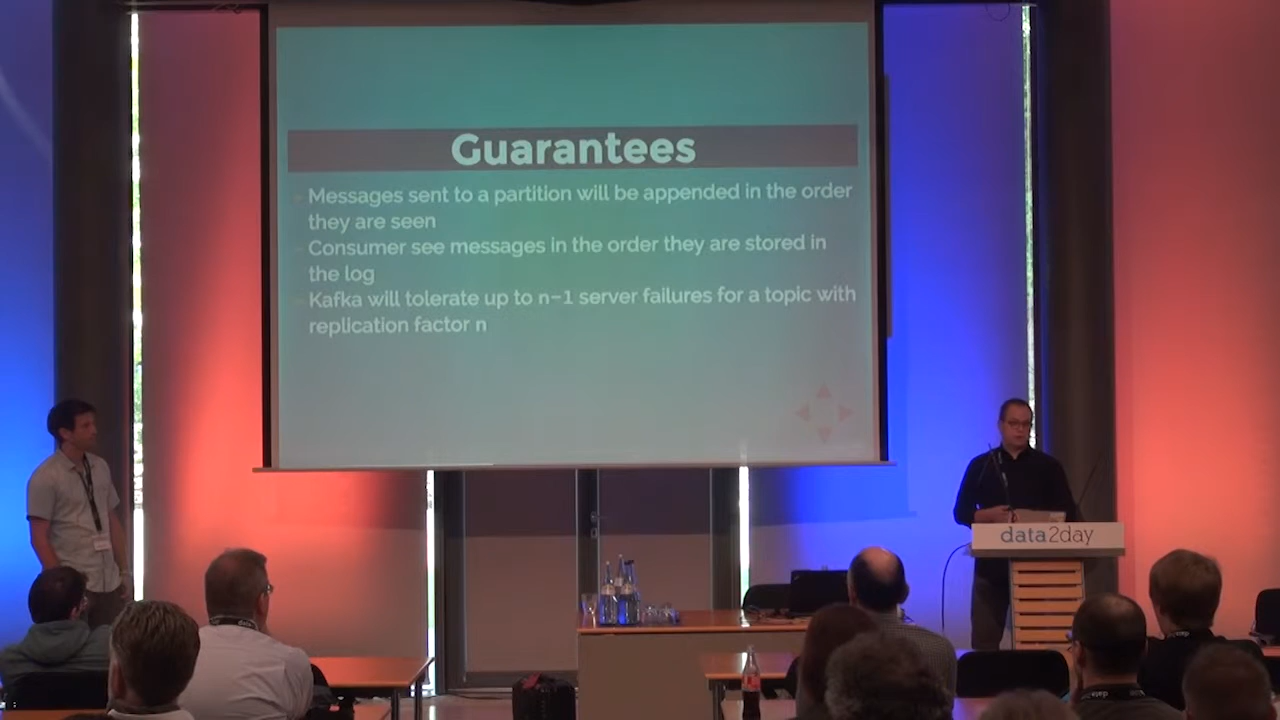 Guarantees
Messages sent to a partition will be appended in the order
they are seen
Consumer see messages in the order they are stored in
the log
Kafka will tolerate up to n-1 server failures for a topic with
replication factor n
data2day